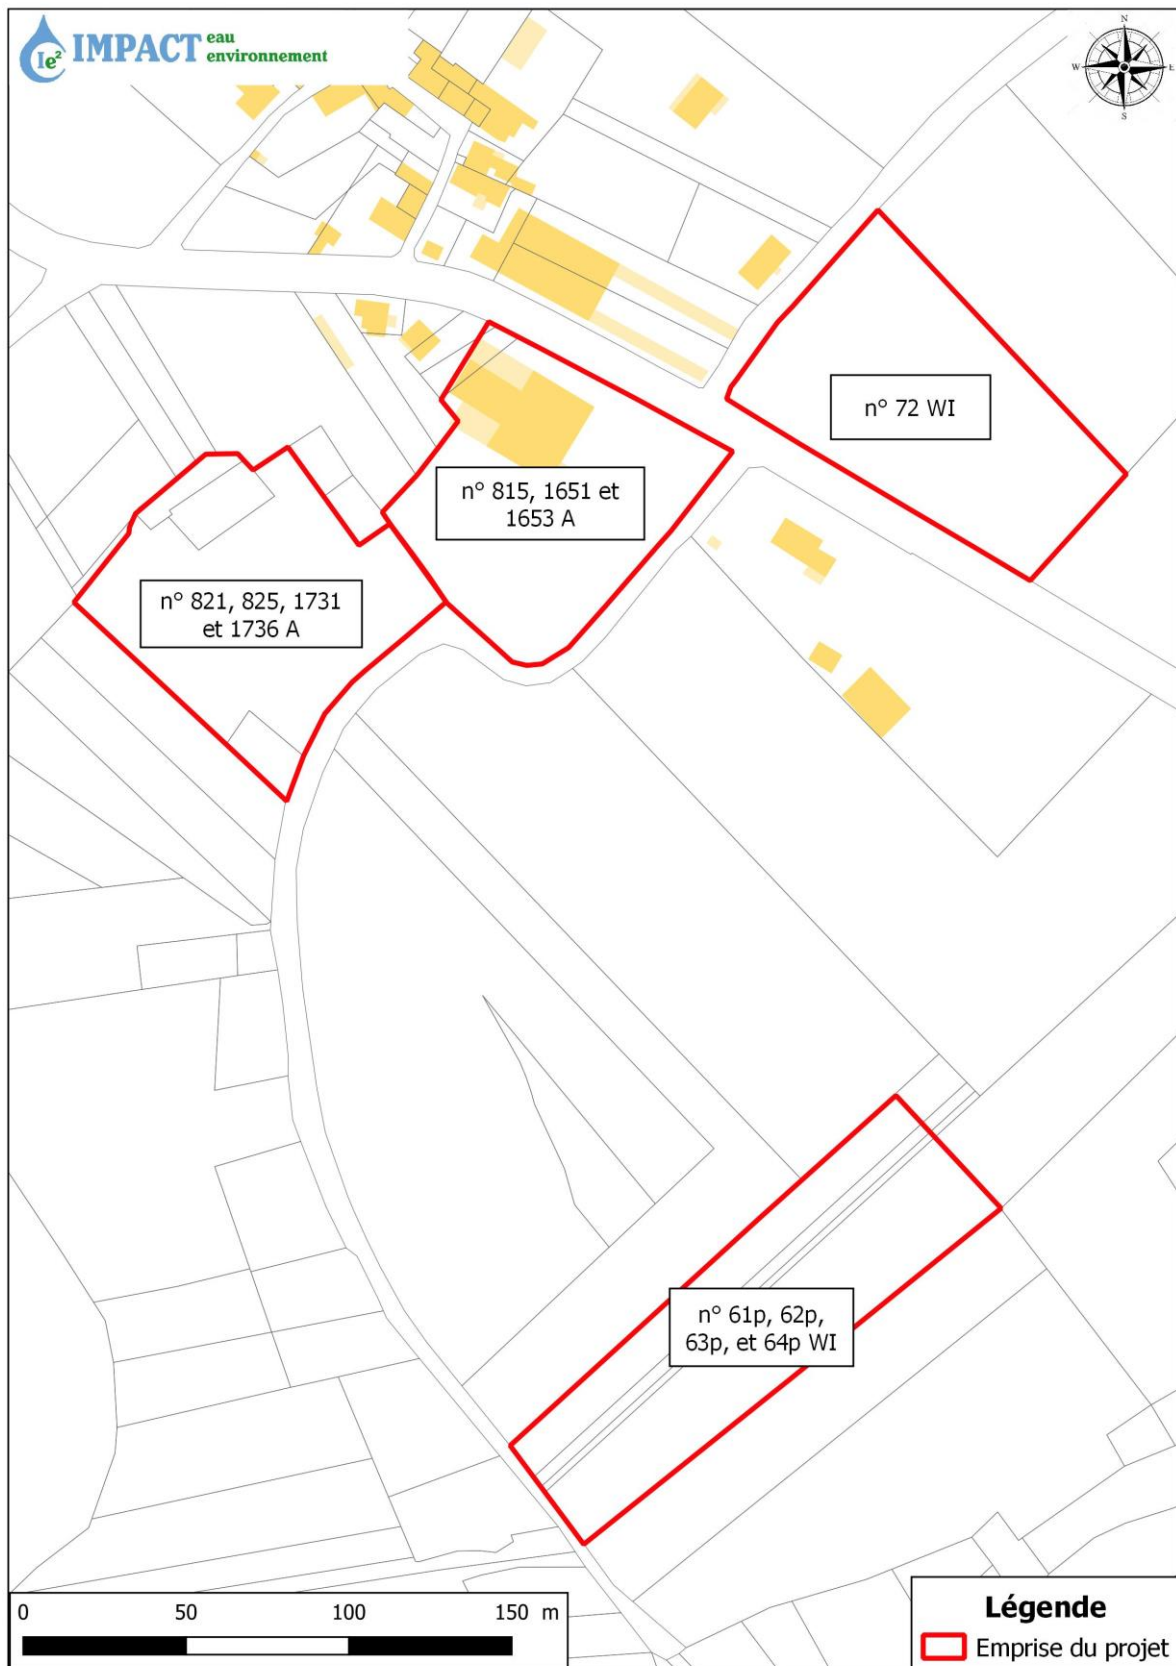 Ie²
IMPACT eau
environnement
N
W E
S
n° 72 WI
n° 815, 1651 et
1653 A
n° 821, 825, 1731
et 1736 A
n° 61p, 62p,
63p, et 64p WI
0 50 100 150 m
Légende
Emprise du projet